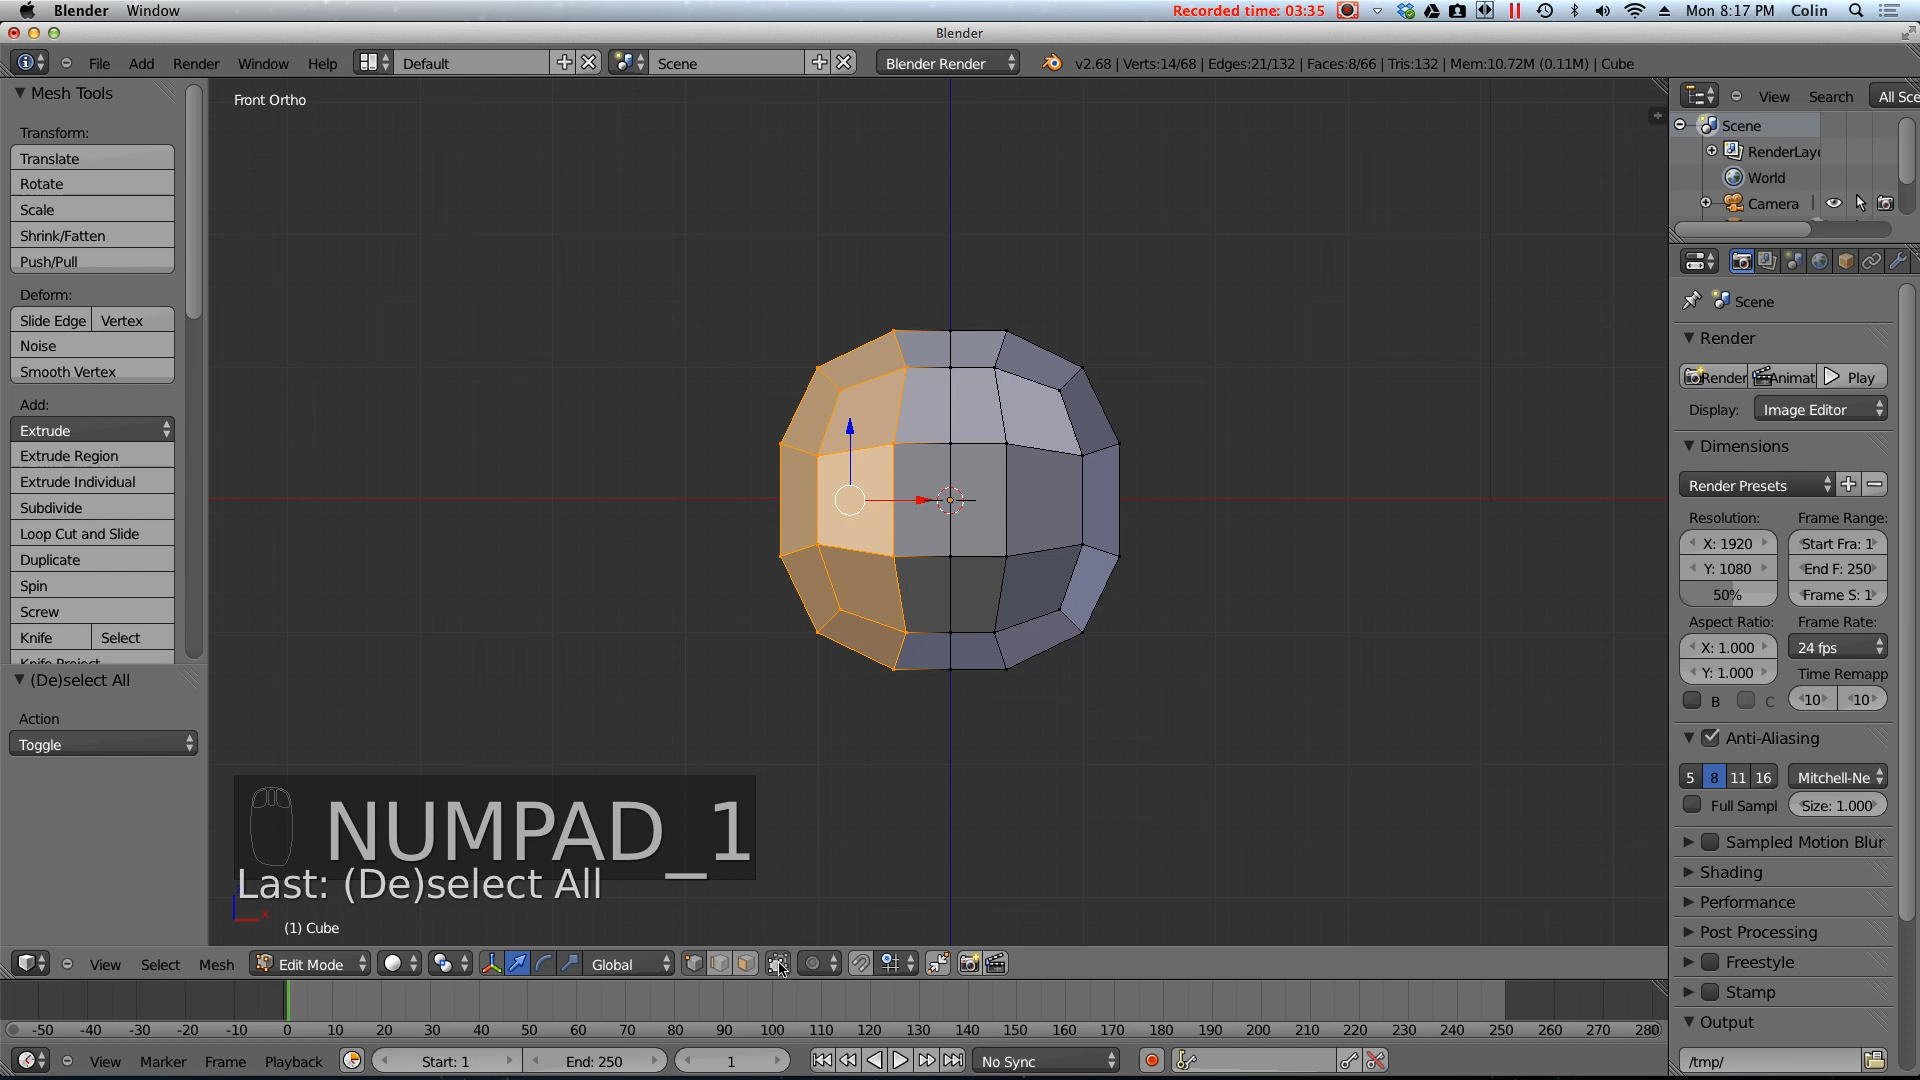 Blender Window Recorded time: 03:35 Mon 8:17 PM Colin
Blender
File Add Render Window Help Default Scene Blender Render v2.68 | Verts:14/68 | Edges:21/132 | Faces:8/66 | Tris:132 | Mem:10.72M (0.11M) | Cube
Mesh Tools
Transform:
Translate
Rotate
Scale
Shrink/Fatten
Push/Pull
Deform:
Slide Edge Vertex
Noise
Smooth Vertex
Add:
Extrude
Extrude Region
Extrude Individual
Subdivide
Loop Cut and Slide
Duplicate
Spin
Screw
Knife Select
Knife Project
(De)select All
Action
Toggle
Front Ortho
NUMPAD_1
Last: (De)select All
x
(1) Cube
View Search All Sce
Scene
RenderLaye
World
Camera
Scene
Render
Render Animat Play
Display: Image Editor
Dimensions
Render Presets
Resolution: Frame Range:
X: 1920 Start Fra: 1
Y: 1080 End F: 250
50% Frame S: 1
Aspect Ratio: Frame Rate:
X: 1.000 24 fps
Y: 1.000 Time Remapp
B C 10 10
Anti-Aliasing
5 8 11 16 Mitchell-Ne
Full Sampl Size: 1.000
Sampled Motion Blur
Shading
Performance
Post Processing
Freestyle
Stamp
Output
/tmp/
View Select Mesh Edit Mode Global
-50 -40 -30 -20 -10 0 10 20 30 40 50 60 70 80 90 100 110 120 130 140 150 160 170 180 190 200 210 220 230 240 250 260 270 280
View Marker Frame Playback Start: 1 End: 250 1 No Sync